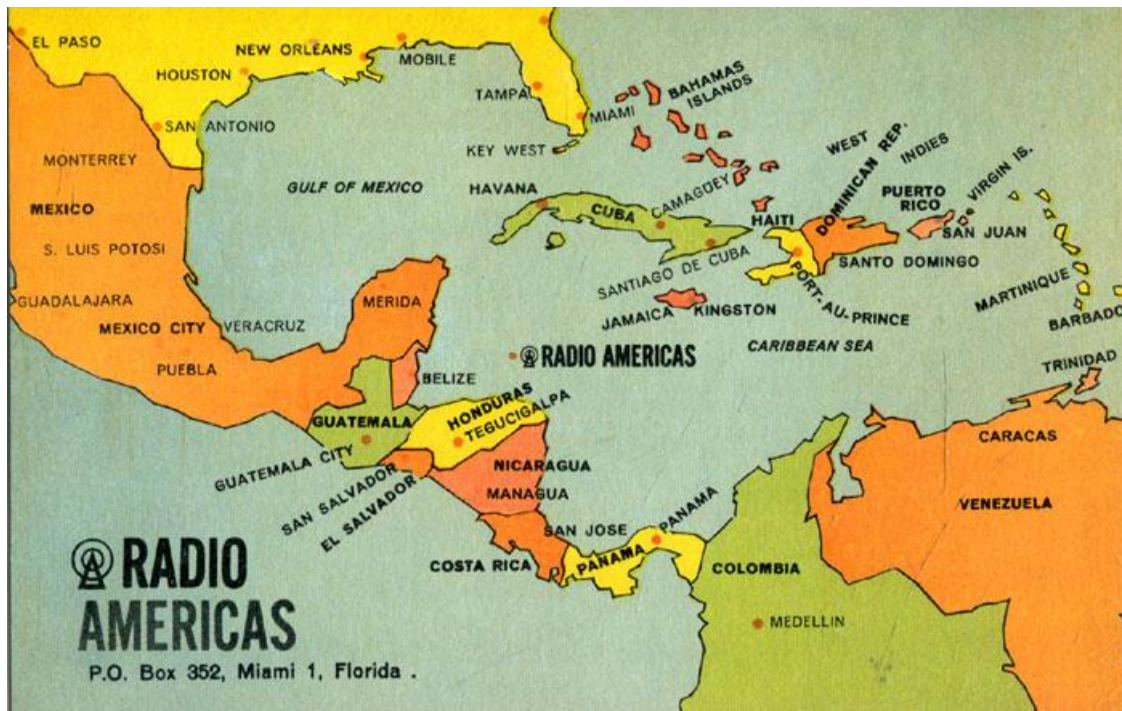 EL PASO
NEW ORLEANS
MOBILE
HOUSTON
TAMPA
MIAMI
BAHAMAS
ISLANDS
SAN ANTONIO
KEY WEST
MONTERREY
WEST
INDIES
GULF OF MEXICO
HAVANA
CUBA
CAMAGOEY
HAITI
DOMINICAN REP.
PUERTO
RICO
VIRGIN IS.
MEXICO
SAN JUAN
S. LUIS POTOSI
SANTIAGO DE CUBA
SANTO DOMINGO
PORT-AU-PRINCE
MARTINIQUE
GUADALAJARA
MERIDA
MEXICO CITY
VERACRUZ
JAMAICA
KINGSTON
BARBADO
CARIBBEAN SEA
RADIO AMERICAS
PUEBLA
BELIZE
TRINIDAD
GUATEMALA
HONDURAS
TEGUCIGALPA
CARACAS
GUATEMALA CITY
SAN SALVADOR
EL SALVADOR
NICARAGUA
MANAGUA
VENEZUELA
SAN JOSE
PANAMA
COSTA RICA
PANAMA
COLOMBIA
MEDELLIN
RADIO
AMERICAS
P.O. Box 352, Miami 1, Florida .